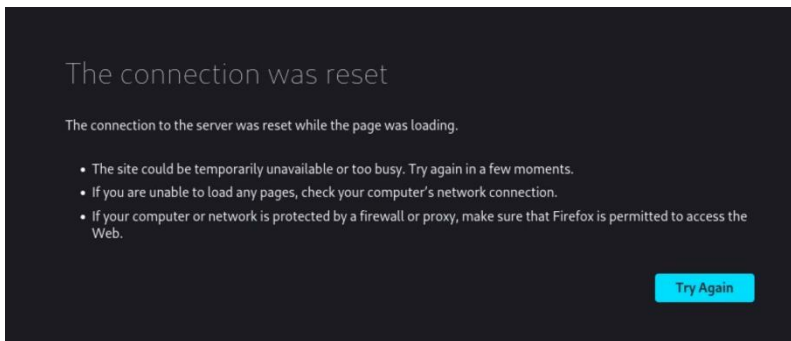 The connection was reset
The connection to the server was reset while the page was loading.
• The site could be temporarily unavailable or too busy. Try again in a few moments.
• If you are unable to load any pages, check your computer’s network connection.
• If your computer or network is protected by a firewall or proxy, make sure that Firefox is permitted to access the
Web.
Try Again